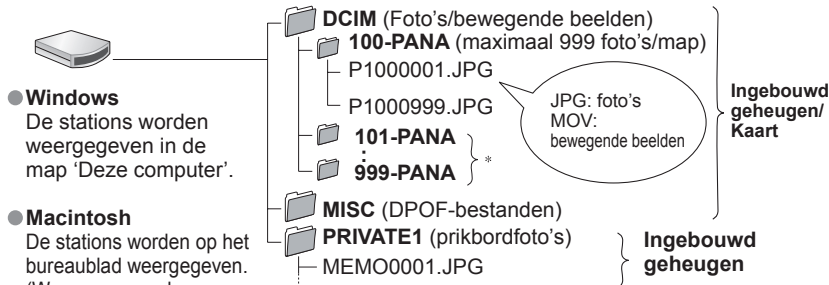 DCIM (Foto's/bewegende beelden)
100-PANA (maximaal 999 foto's/map)
P1000001.JPG
P1000999.JPG
JPG: foto's
MOV:
bewegende beelden
101-PANA
999-PANA
*
MISC (DPOF-bestanden)
Ingebouwd
geheugen/
Kaart
PRIVATE1 (prikbordfoto's)
MEMO0001.JPG
Ingebouwd
geheugen
●Windows
De stations worden
weergegeven in de
map 'Deze computer'.
●Macintosh
De stations worden op het
bureaublad weergegeven.